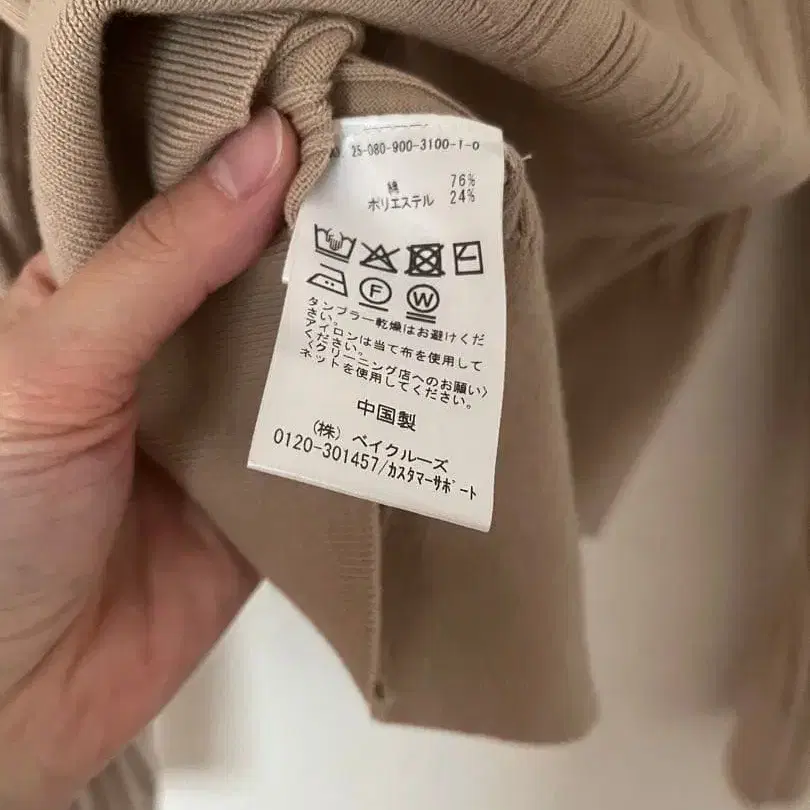 25-080-900-3100-1-0
綿 76%
ポリエステル 24%
F W
タンブラー乾燥はお避けくだ
さい。
アイロンは当て布を使用して
ください。
〈クリーニング店へのお願い〉
ネットを使用してください。
中国製
(株) ベイクルーズ
0120-301457/カスタマーサポート